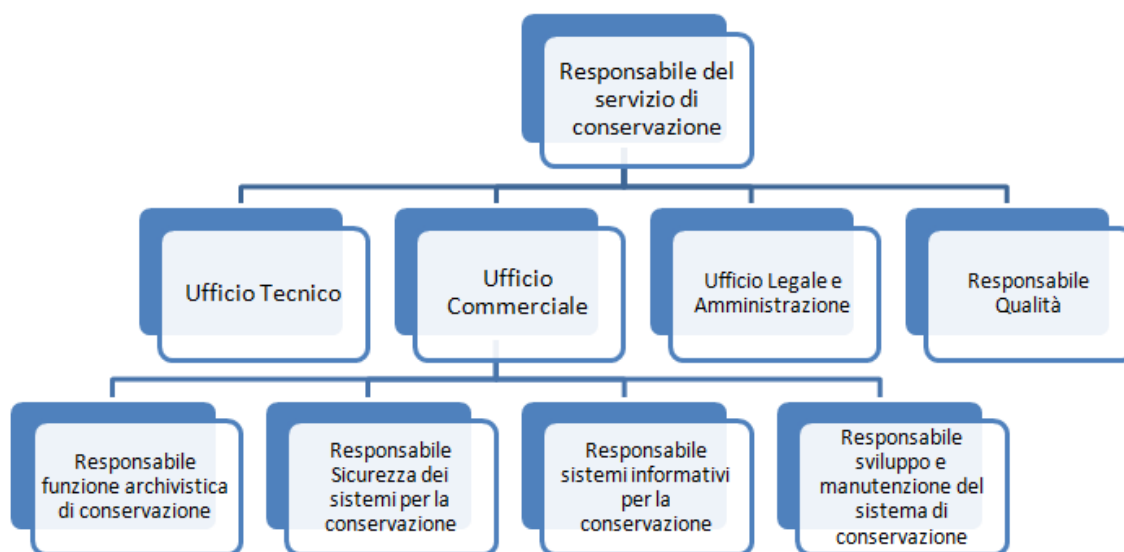 Responsabile del
servizio di
conservazione
Ufficio Tecnico
Ufficio
Commerciale
Ufficio Legale e
Amministrazione
Responsabile
Qualità
Responsabile
funzione archivistica
di conservazione
Responsabile
Sicurezza dei
sistemi per la
conservazione
Responsabile
sistemi informativi
per la
conservazione
Responsabile
sviluppo e
manutenzione del
sistema di
conservazione